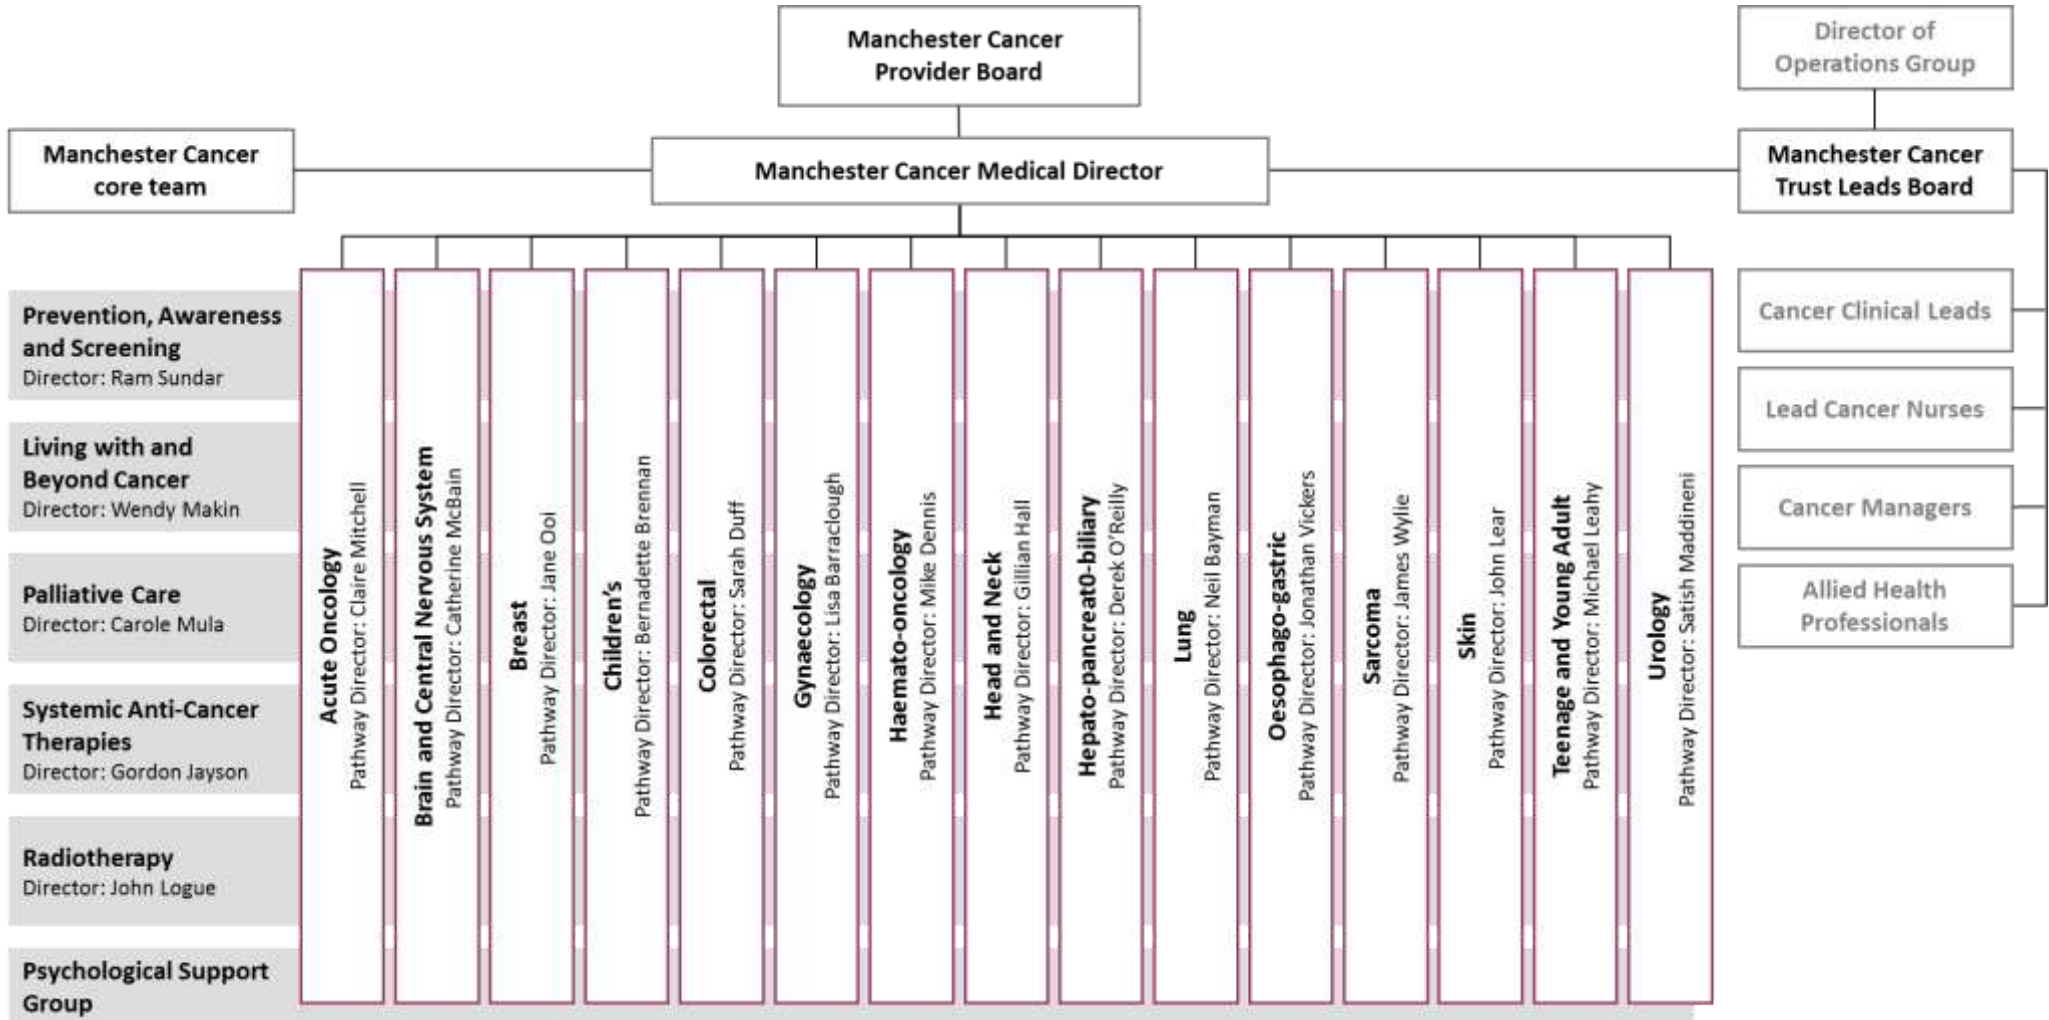 Manchester Cancer
Provider Board
Director of
Operations Group
Manchester Cancer
core team
Manchester Cancer Medical Director
Manchester Cancer
Trust Leads Board
Prevention, Awareness
and Screening
Director: Ram Sundar
Living with and
Beyond Cancer
Director: Wendy Makin
Palliative Care
Director: Carole Mula
Systemic Anti-Cancer
Therapies
Director: Gordon Jayson
Radiotherapy
Director: John Logue
Psychological Support
Group
Acute Oncology
Pathway Director: Claire Mitchell
Brain and Central Nervous System
Pathway Director: Catherine McBain
Breast
Pathway Director: Jane Ooi
Children's
Pathway Director: Bernadette Brennan
Colorectal
Pathway Director: Sarah Duff
Gynaecology
Pathway Director: Lisa Barraclough
Haemato-oncology
Pathway Director: Mike Dennis
Head and Neck
Pathway Director: Gillian Hall
Hepato-pancreat0-biliary
Pathway Director: Derek O'Reilly
Lung
Pathway Director: Neil Bayman
Oesophago-gastric
Pathway Director: Jonathan Vickers
Sarcoma
Pathway Director: James Wylie
Skin
Pathway Director: John Lear
Teenage and Young Adult
Pathway Director: Michael Leahy
Urology
Pathway Director: Satish Maddineni
Cancer Clinical Leads
Lead Cancer Nurses
Cancer Managers
Allied Health
Professionals